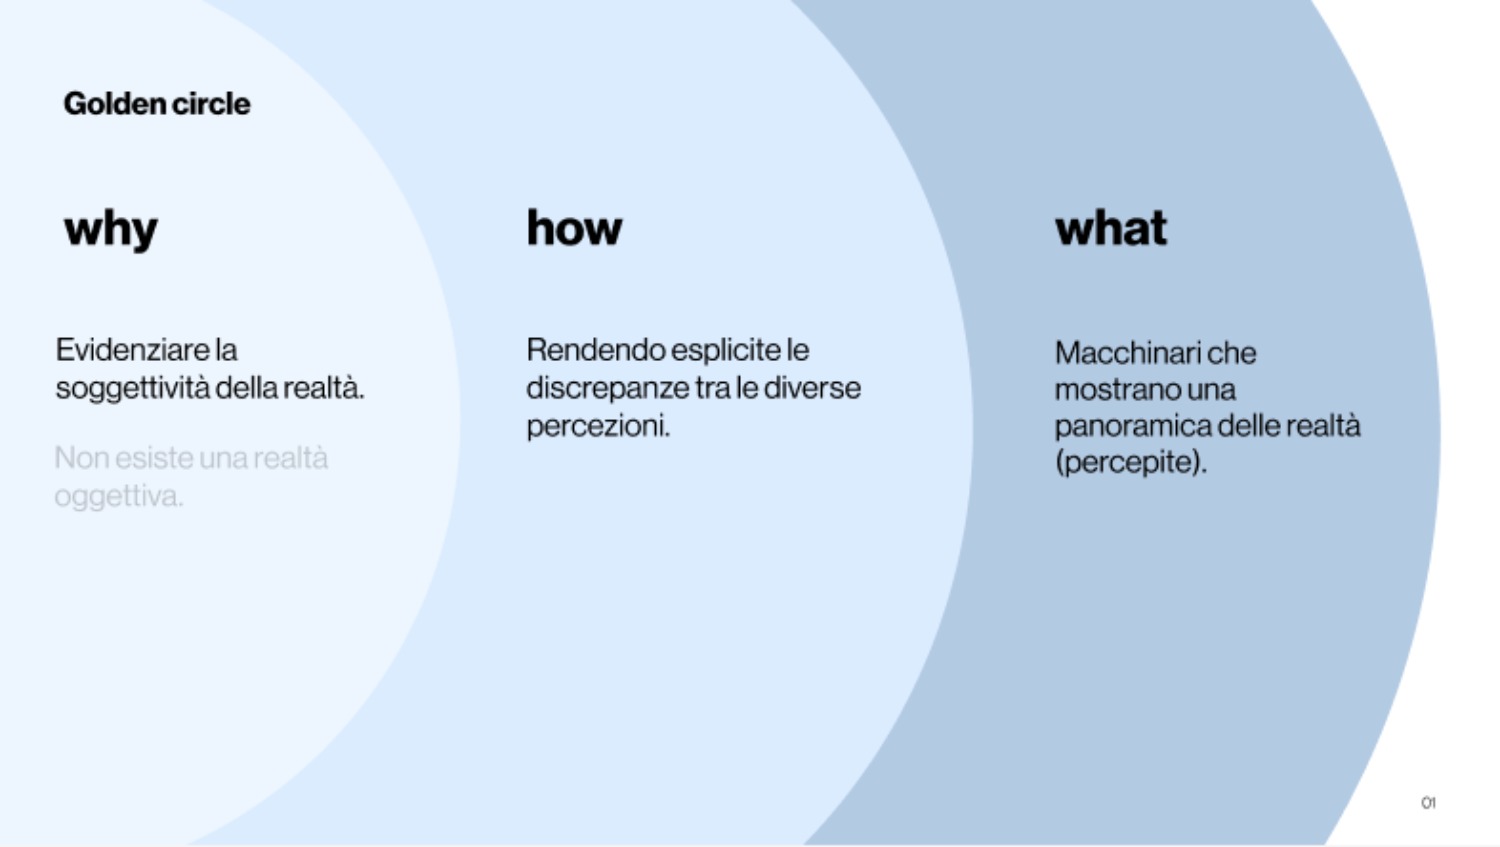 Golden circle
why
Evidenziare la
soggettività della realtà.
Non esiste una realtà
oggettiva.
how
Rendendo esplicite le
discrepanze tra le diverse
percezioni.
what
Macchinari che
mostrano una
panoramica delle realtà
(percepite).
01